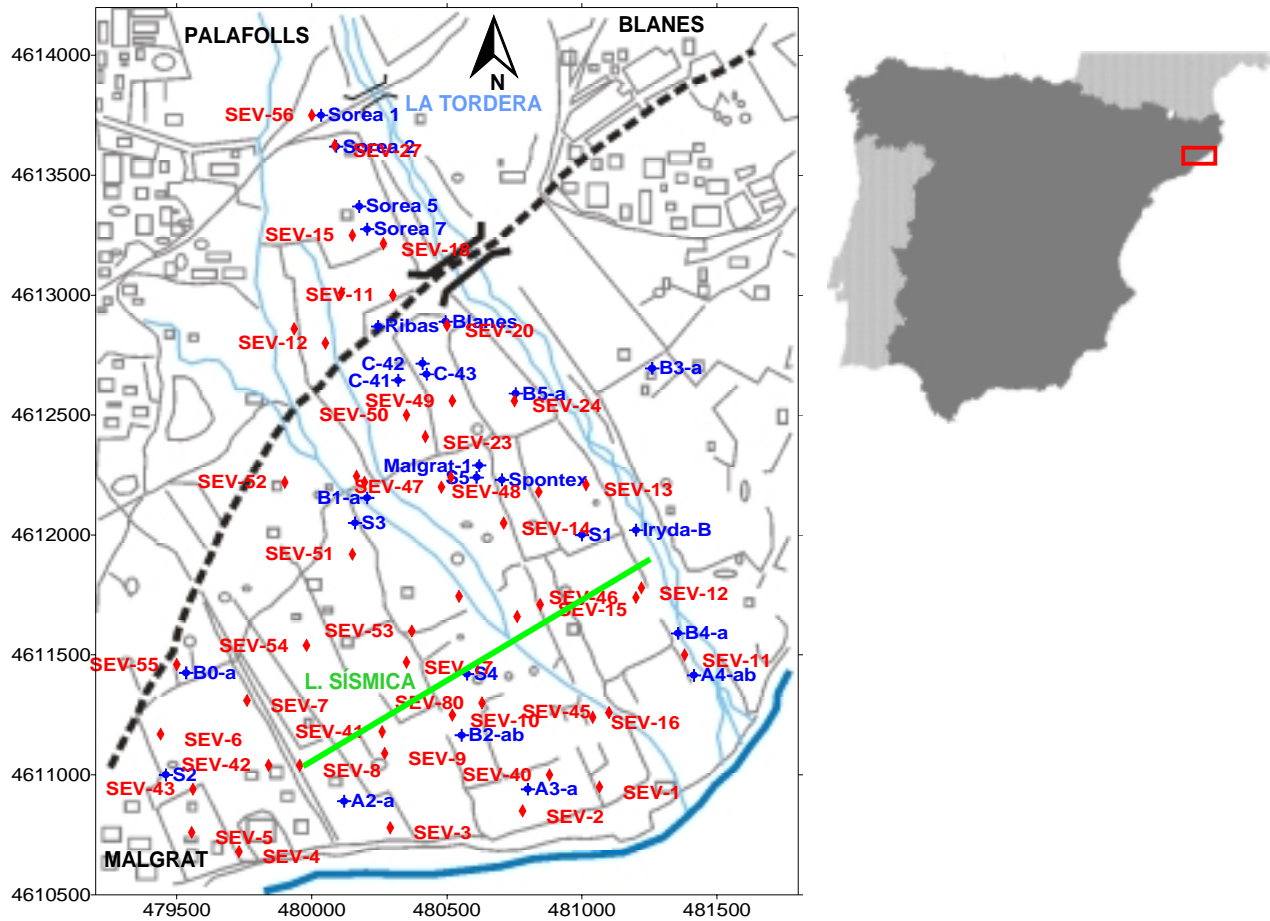 BLANES
PALAFOLLS
4614000
N
LA TORDERA
SEV-56
Sorea 1
Sorea 2
SEV-27
4613500
Sorea 5
Sorea 7
SEV-15
SEV-18
4613000
SEV-11
Ribas
Blanes
SEV-20
SEV-12
C-42
C-43
C-41
B3-a
B5-a
SEV-49
SEV-24
SEV-50
4612500
SEV-23
Malgrat-1
S5
Spontex
SEV-52
SEV-47
SEV-48
SEV-13
B1-a
S3
SEV-14
S1
Iryda-B
4612000
SEV-51
SEV-46
SEV-12
SEV-15
SEV-53
B4-a
SEV-54
SEV-55
B0-a
SEV-17
S4
SEV-11
A4-ab
4611500
L. SÍSMICA
SEV-7
SEV-80
SEV-45
SEV-10
SEV-16
SEV-41
B2-ab
SEV-6
SEV-42
SEV-8
SEV-9
SEV-40
4611000
S2
SEV-43
A2-a
A3-a
SEV-1
SEV-2
SEV-5
SEV-3
SEV-4
MALGRAT
4610500
479500
480000
480500
481000
481500